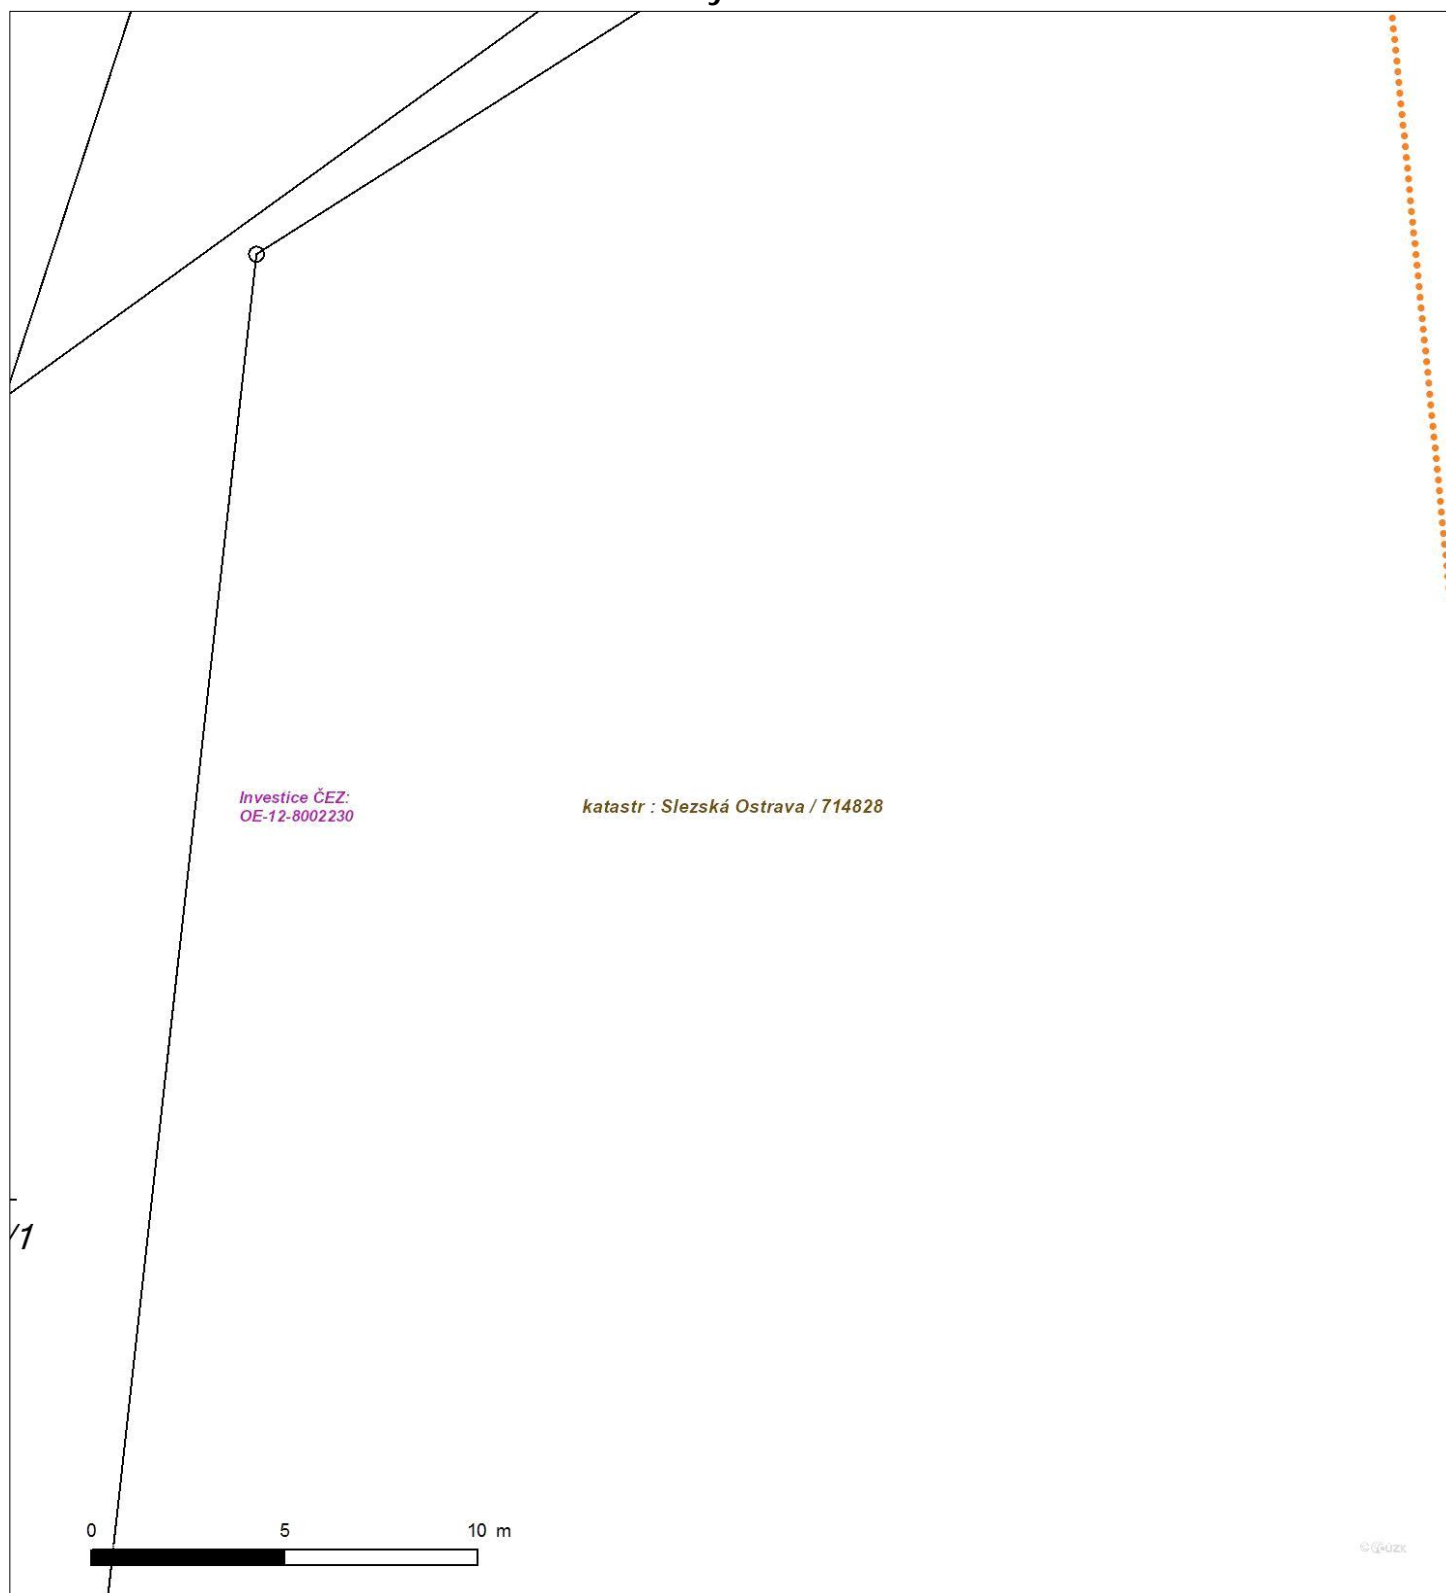 Investice ČEZ:
OE-12-8002230
katastr : Slezská Ostrava / 714828
/1
0 5 10 m